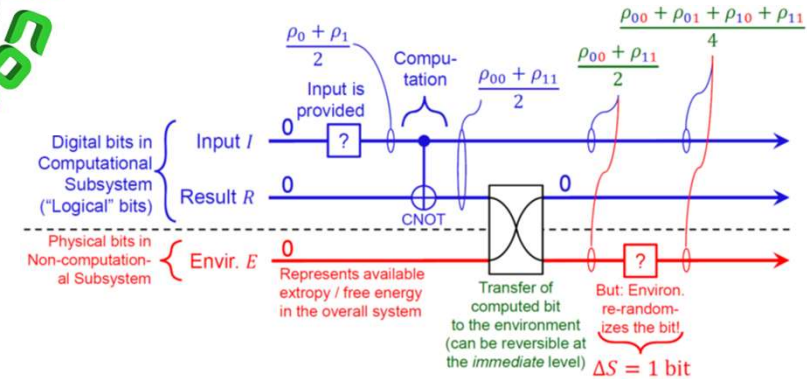 ρ₀ + ρ₁
2
Compu-
tation
ρ₀₀ + ρ₁₁
2
ρ₀₀ + ρ₁₁
2
ρ₀₀ + ρ₀₁ + ρ₁₀ + ρ₁₁
4
Input is
provided
Digital bits in
Computational
Subsystem
("Logical" bits)
Input I
0
?
Result R
0
CNOT
0
Physical bits in
Non-computation-
al Subsystem
Envir. E
0
?
Represents available
extropy / free energy
in the overall system
Transfer of
computed bit
to the environment
(can be reversible at
the immediate level)
But: Environ.
re-random-
izes the bit!
ΔS = 1 bit